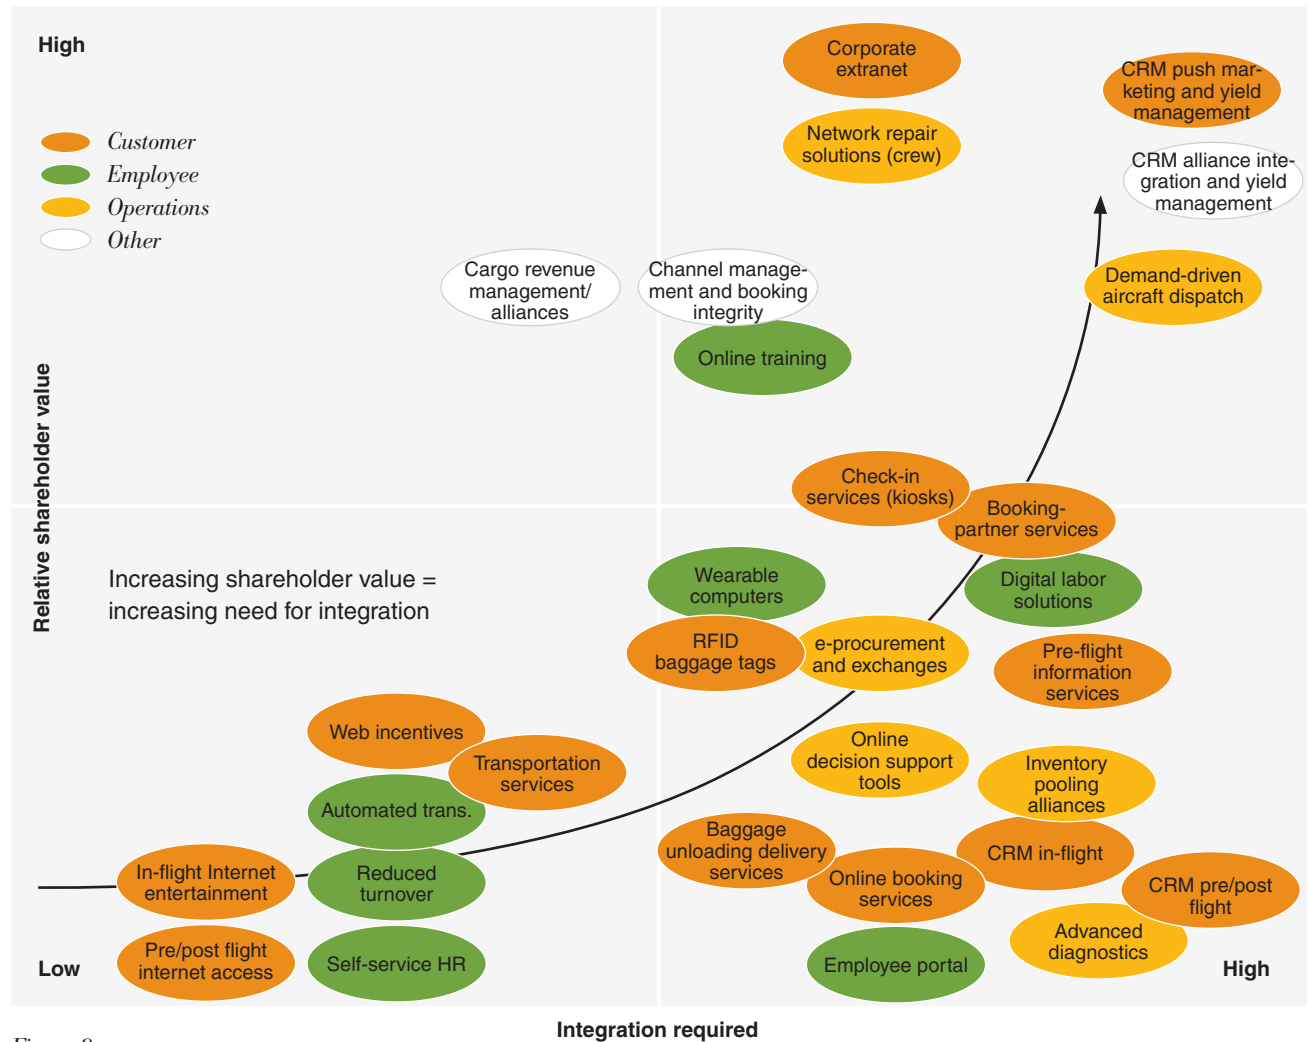 High
Customer
Employee
Operations
Other
Corporate
extranet
Network repair
solutions (crew)
CRM push mar-
keting and yield
management
CRM alliance inte-
gration and yield
management
Cargo revenue
management/
alliances
Channel manage-
ment and booking
integrity
Demand-driven
aircraft dispatch
Online training
Relative shareholder value
Check-in
services (kiosks)
Booking-
partner services
Increasing shareholder value =
increasing need for integration
Wearable
computers
Digital labor
solutions
RFID
baggage tags
e-procurement
and exchanges
Pre-flight
information
services
Web incentives
Transportation
services
Online
decision support
tools
Inventory
pooling
alliances
Automated trans.
Baggage
unloading delivery
services
CRM in-flight
In-flight Internet
entertainment
Reduced
turnover
Online booking
services
CRM pre/post
flight
Pre/post flight
internet access
Self-service HR
Employee portal
Advanced
diagnostics
Low
High
Integration required